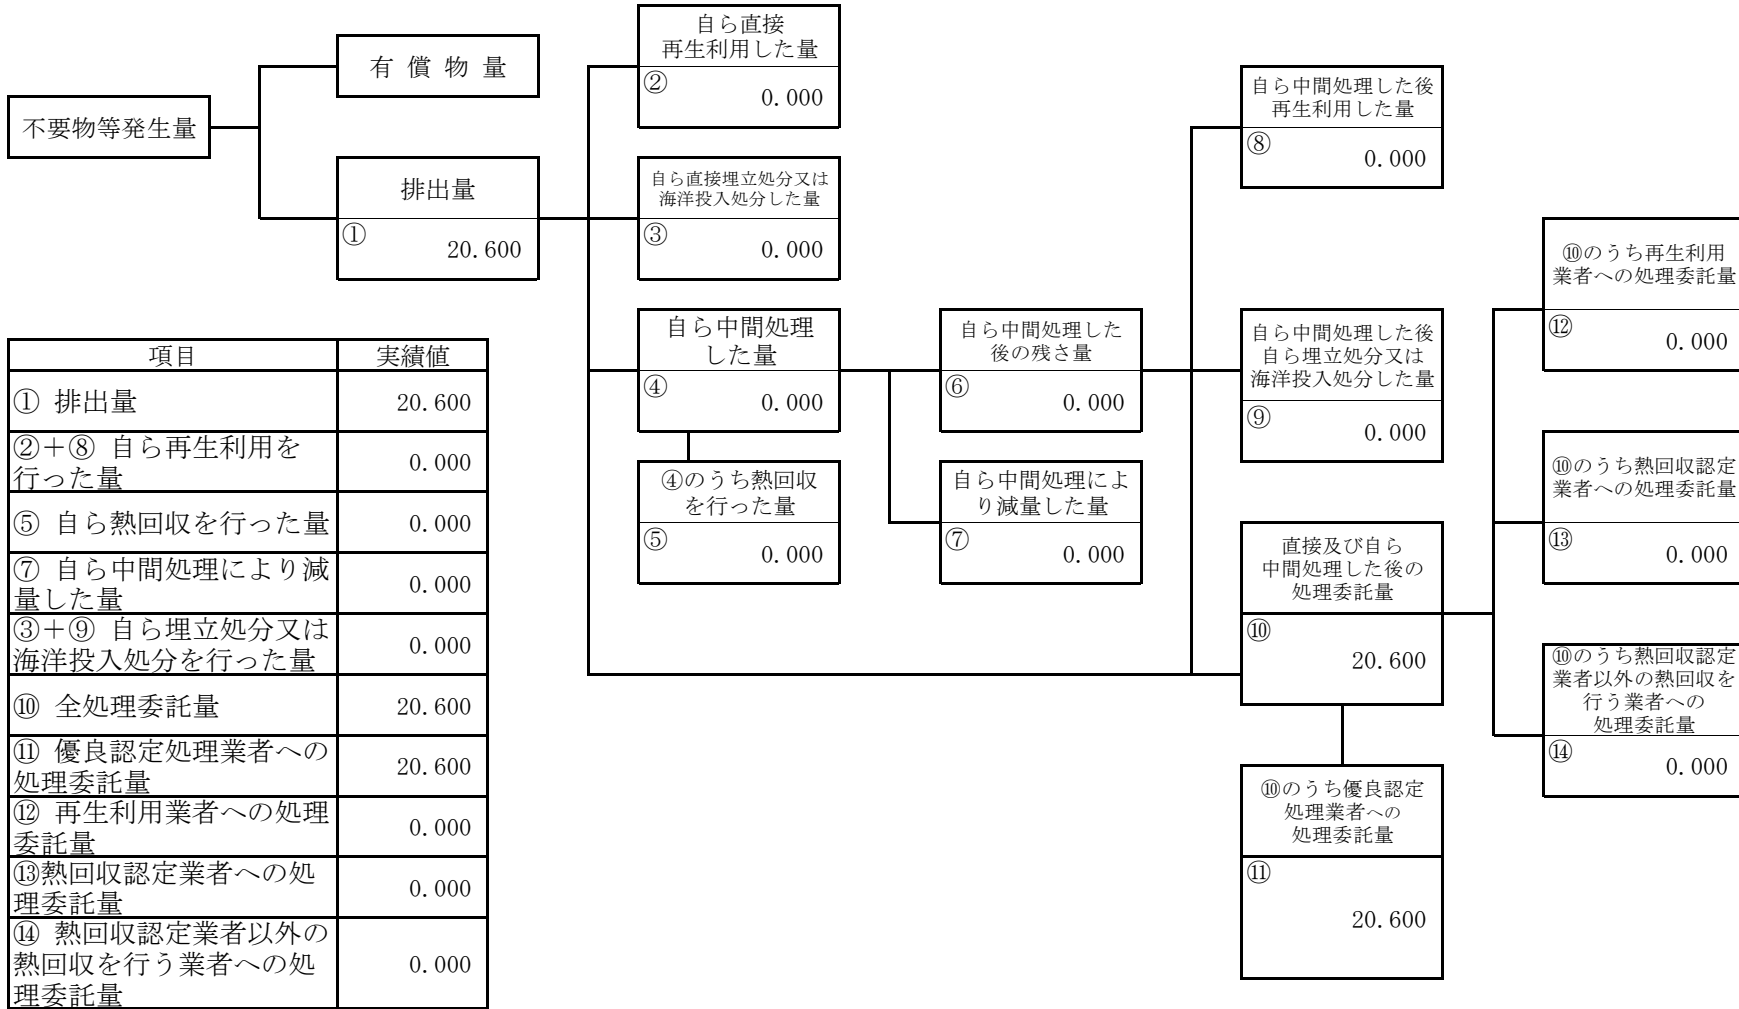 不要物等発生量
有 償 物 量
排出量
①
20.600
自ら直接
再生利用した量
②
0.000
自ら直接埋立処分又は
海洋投入処分した量
③
0.000
自ら中間処理
した量
④
0.000
④のうち熱回収
を行った量
⑤
0.000
自ら中間処理した
後の残さ量
⑥
0.000
自ら中間処理によ
り減量した量
⑦
0.000
自ら中間処理した後
再生利用した量
⑧
0.000
自ら中間処理した後
自ら埋立処分又は
海洋投入処分した量
⑨
0.000
直接及び自ら
中間処理した後の
処理委託量
⑩
20.600
⑩のうち優良認定
処理業者への
処理委託量
⑪
20.600
⑩のうち再生利用
業者への処理委託量
⑫
0.000
⑩のうち熱回収認定
業者への処理委託量
⑬
0.000
⑩のうち熱回収認定
業者以外の熱回収を
行う業者への
処理委託量
⑭
0.000
項目 実績値
① 排出量 20.600
②＋⑧ 自ら再生利用を
行った量 0.000
⑤ 自ら熱回収を行った量 0.000
⑦ 自ら中間処理により減
量した量 0.000
③＋⑨ 自ら埋立処分又は
海洋投入処分を行った量 0.000
⑩ 全処理委託量 20.600
⑪ 優良認定処理業者への
処理委託量 20.600
⑫ 再生利用業者への処理
委託量 0.000
⑬熱回収認定業者への処
理委託量 0.000
⑭ 熱回収認定業者以外の
熱回収を行う業者への処
理委託量 0.000